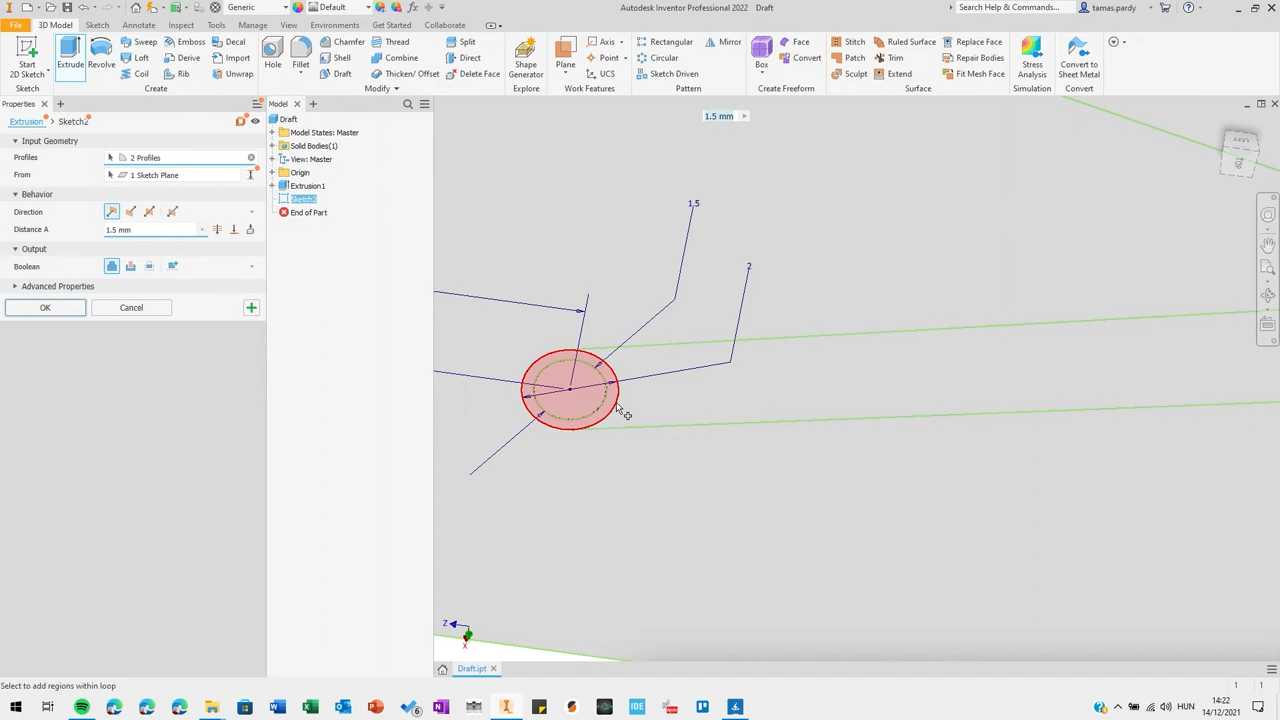 Generic
Default
Autodesk Inventor Professional 2022 Draft
Search Help & Commands...
tamas.pardy
File
3D Model
Sketch
Annotate
Inspect
Tools
Manage
View
Environments
Get Started
Collaborate
Start
2D Sketch
Extrude
Revolve
Sweep
Emboss
Decal
Loft
Derive
Import
Coil
Rib
Unwrap
Hole
Fillet
Chamfer
Thread
Split
Shell
Combine
Direct
Draft
Thicken/ Offset
Delete Face
Shape
Generator
Plane
Axis
Point
UCS
Rectangular
Mirror
Circular
Sketch Driven
Box
Face
Convert
Stitch
Ruled Surface
Replace Face
Patch
Trim
Repair Bodies
Sculpt
Extend
Fit Mesh Face
Stress
Analysis
Convert to
Sheet Metal
Sketch
Create
Modify
Explore
Work Features
Pattern
Create Freeform
Surface
Simulation
Convert
Properties
Model
Extrusion > Sketch2
Input Geometry
Profiles
2 Profiles
From
1 Sketch Plane
Behavior
Direction
Distance A
1.5 mm
Output
Boolean
Advanced Properties
OK
Cancel
Draft
Model States: Master
Solid Bodies(1)
View: Master
Origin
Extrusion1
Sketch2
End of Part
1.5 mm
1,5
2
Z
X
Draft.ipt
Select to add regions within loop
1
1
HUN
14:22
14/12/2021